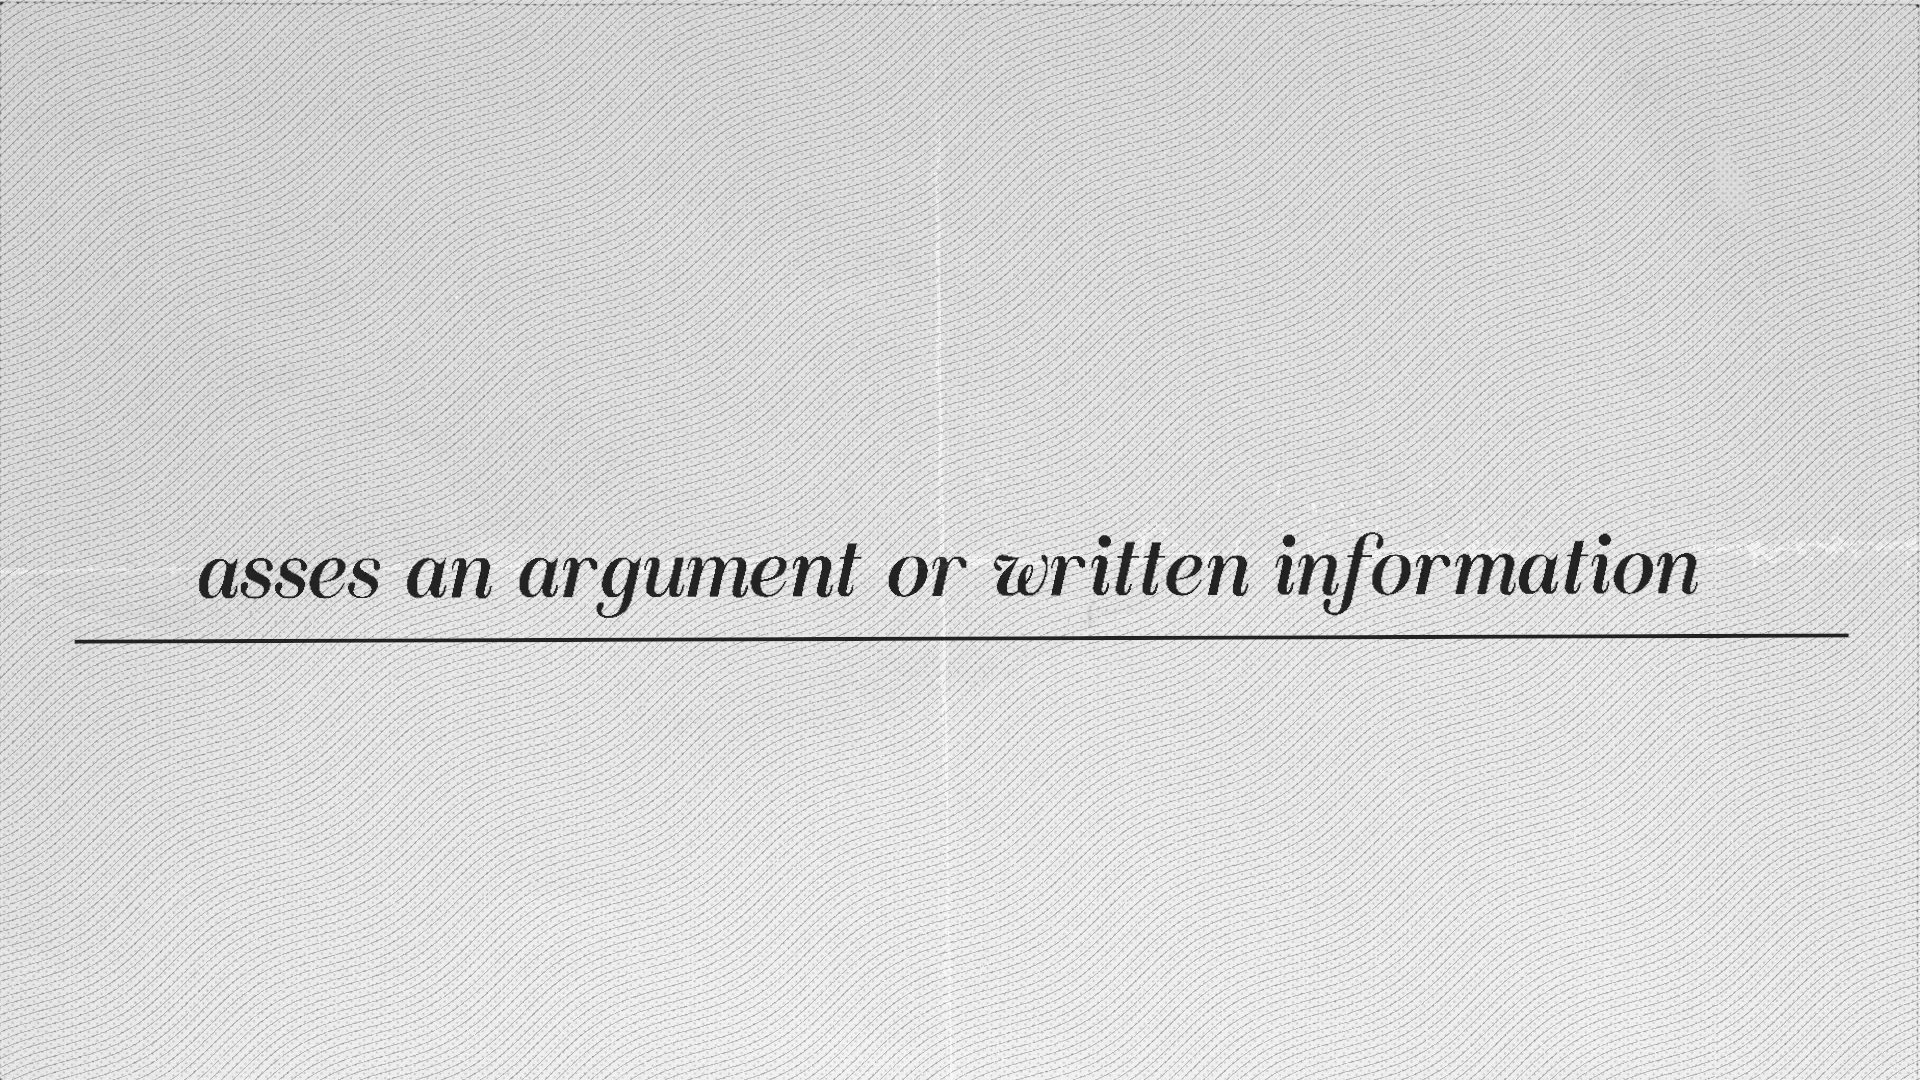 asses an argument or written information